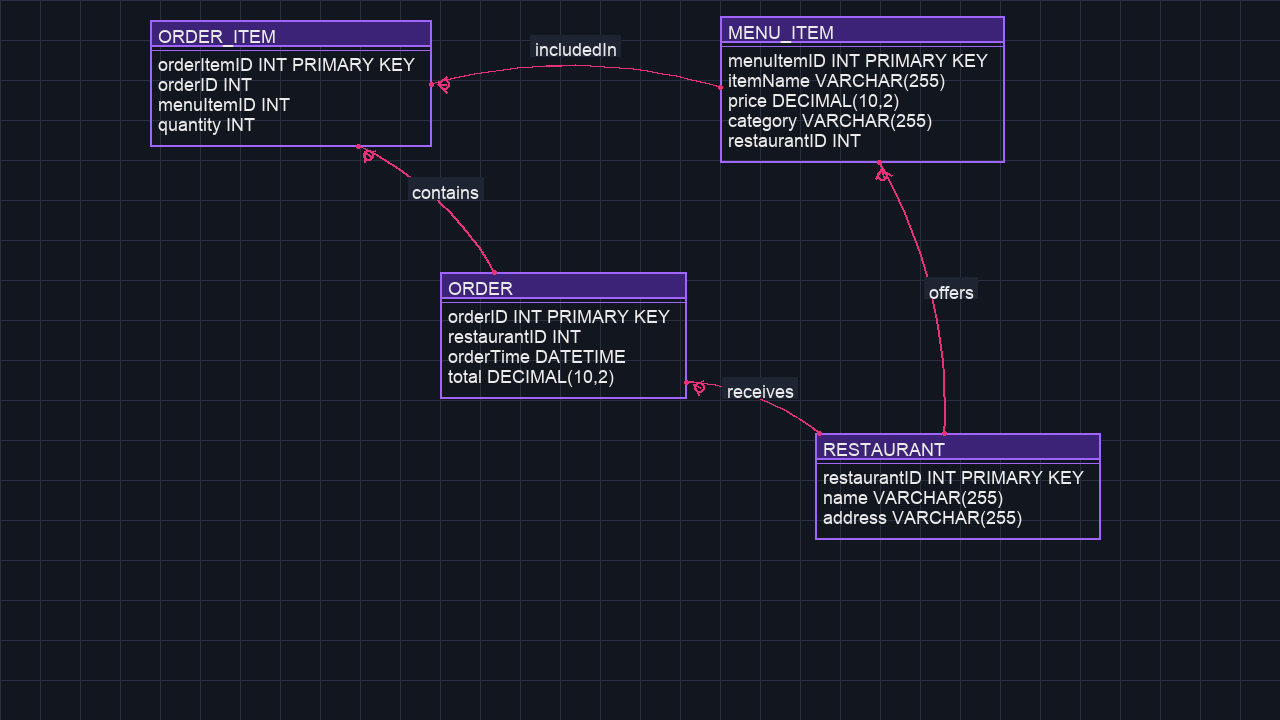 ORDER_ITEM
orderItemID INT PRIMARY KEY
orderID INT
menuItemID INT
quantity INT
includedIn
MENU_ITEM
menuItemID INT PRIMARY KEY
itemName VARCHAR(255)
price DECIMAL(10,2)
category VARCHAR(255)
restaurantID INT
contains
ORDER
orderID INT PRIMARY KEY
restaurantID INT
orderTime DATETIME
total DECIMAL(10,2)
offers
receives
RESTAURANT
restaurantID INT PRIMARY KEY
name VARCHAR(255)
address VARCHAR(255)